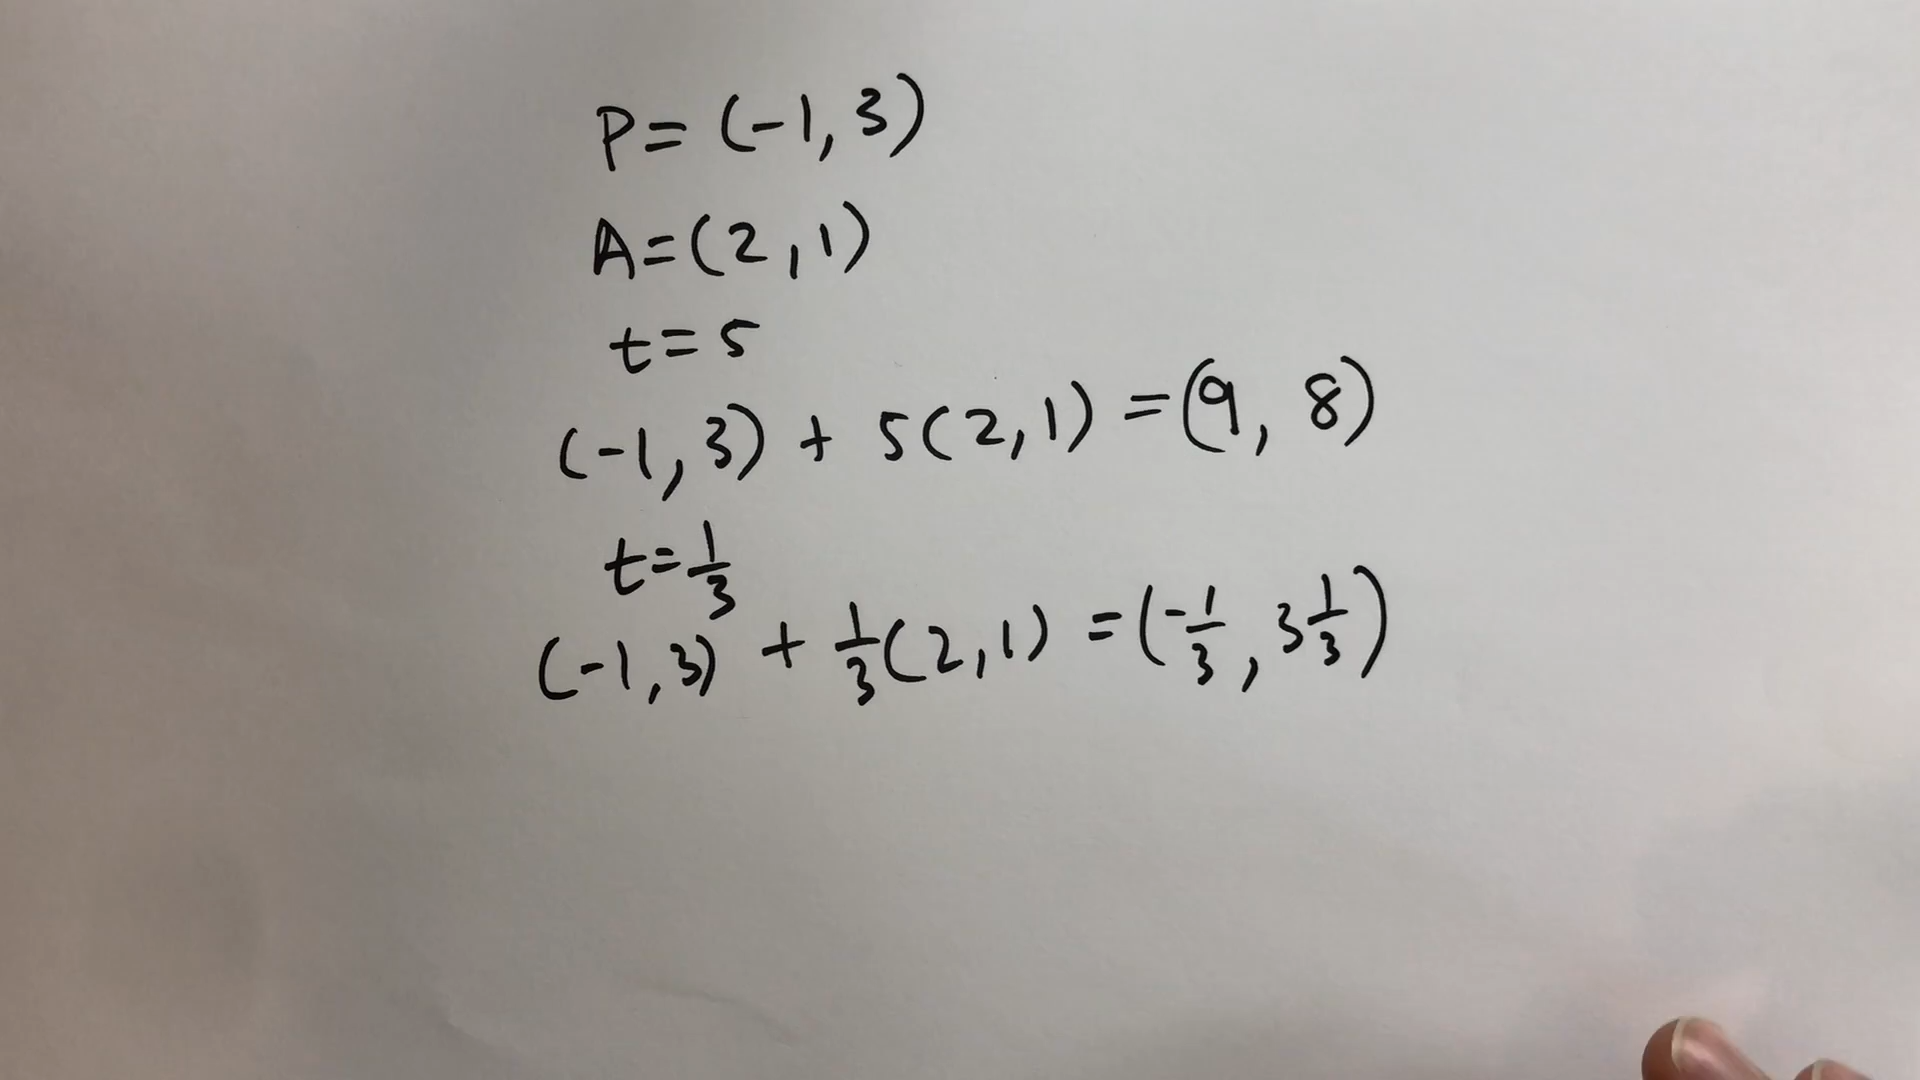 P = (-1, 3)
A = (2, 1)
t = 5
(-1, 3) + 5(2, 1) = (9, 8)
t = 1/3
(-1, 3) + 1/3(2, 1) = (-1/3, 3 1/3)